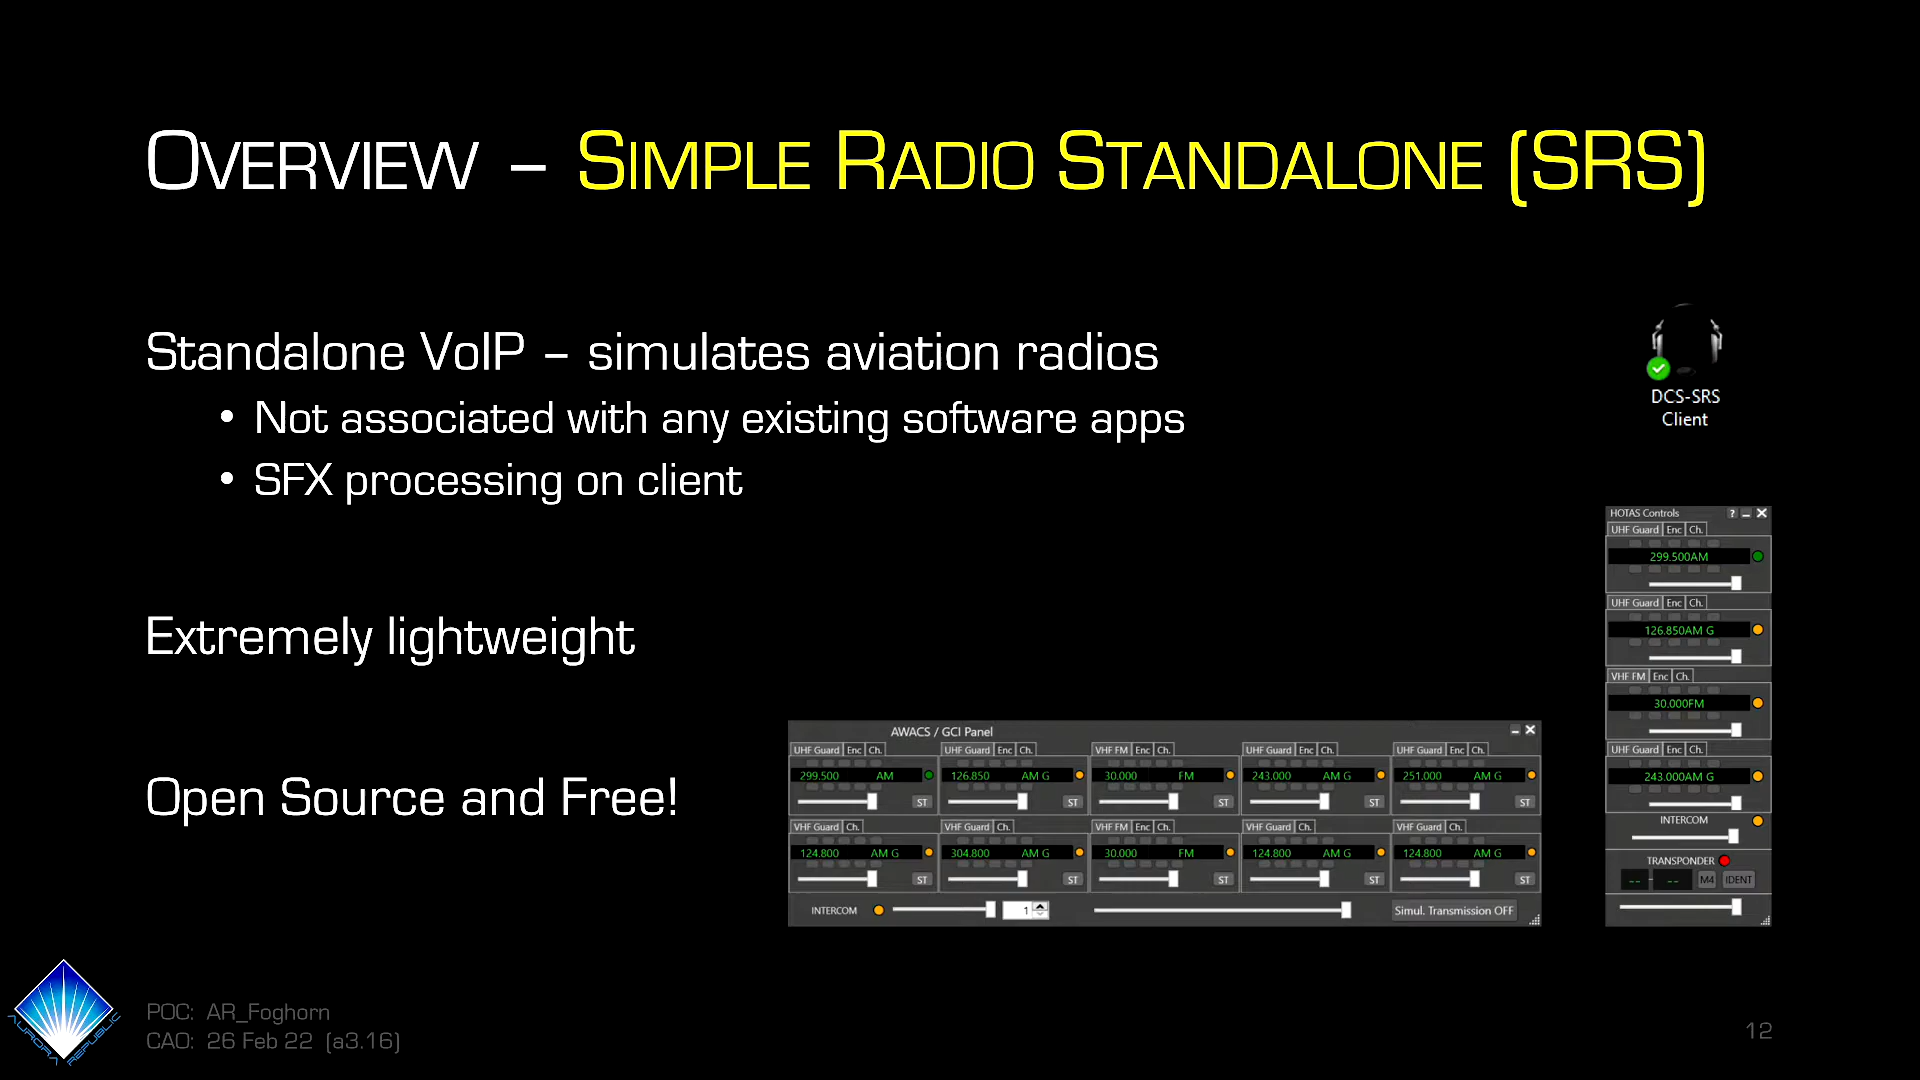 OVERVIEW – SIMPLE RADIO STANDALONE (SRS)
Standalone VoIP – simulates aviation radios
• Not associated with any existing software apps
• SFX processing on client
Extremely lightweight
Open Source and Free!
DCS-SRS
Client
HOTAS Controls ? – X
UHF Guard Enc Ch.
299.500AM
UHF Guard Enc Ch.
126.850AM G
VHF FM Enc Ch.
30.000FM
UHF Guard Enc Ch.
243.000AM G
INTERCOM
TRANSPONDER
-- - -- M4 IDENT
AWACS / GCI Panel
UHF Guard Enc Ch. UHF Guard Enc Ch. VHF FM Enc Ch. UHF Guard Enc Ch. UHF Guard Enc Ch.
299.500 AM 126.850 AM G 30.000 FM 243.000 AM G 251.000 AM G
ST ST ST ST ST
VHF Guard Ch. UHF Guard Ch. VHF FM Enc Ch. VHF Guard Ch. VHF Guard Ch.
124.800 AM G 304.800 AM G 30.000 FM 124.800 AM G 124.800 AM G
ST ST ST ST ST
INTERCOM 1 Simul. Transmission OFF
AURORA REPUBLIC
POC: AR_Foghorn
CAO: 26 Feb 22 (a3.16)
12